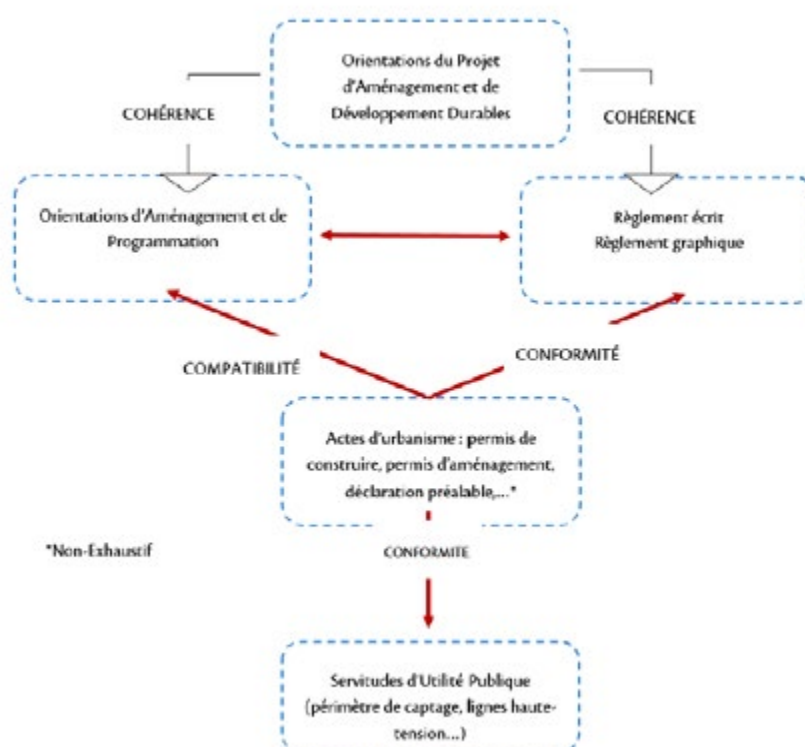 Orientations du Projet
d'Aménagement et de
Développement Durables
COHÉRENCE
COHÉRENCE
Orientations d'Aménagement et de
Programmation
Règlement écrit
Règlement graphique
COMPATIBILITÉ
CONFORMITÉ
Actes d'urbanisme : permis de
construire, permis d'aménagement,
déclaration préalable,...*
*Non-Exhaustif
CONFORMITE
Servitudes d'Utilité Publique
(périmètre de captage, lignes haute-
tension...)